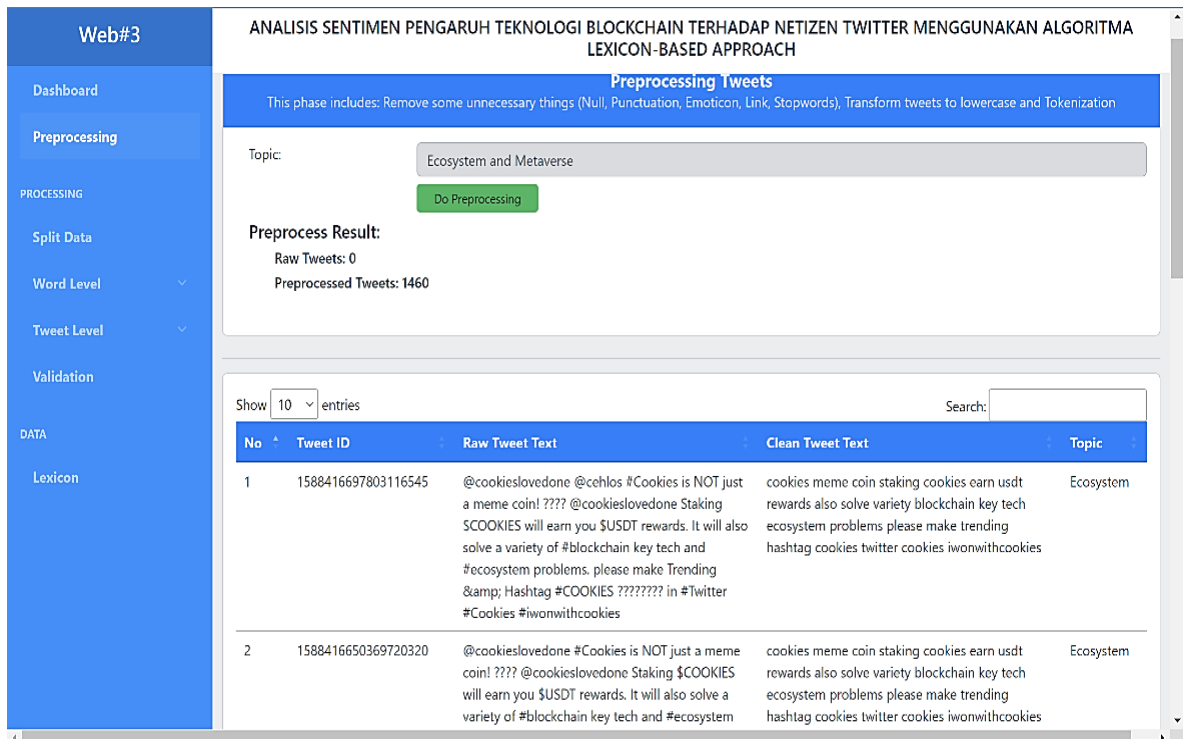 Web#3
Dashboard
Preprocessing
PROCESSING
Split Data
Word Level
Tweet Level
Validation
DATA
Lexicon
ANALISIS SENTIMEN PENGARUH TEKNOLOGI BLOCKCHAIN TERHADAP NETIZEN TWITTER MENGGUNAKAN ALGORITMA
LEXICON-BASED APPROACH
Preprocessing Tweets
This phase includes: Remove some unnecessary things (Null, Punctuation, Emoticon, Link, Stopwords), Transform tweets to lowercase and Tokenization
Topic:
Ecosystem and Metaverse
Do Preprocessing
Preprocess Result:
Raw Tweets: 0
Preprocessed Tweets: 1460
Show 10 entries
Search:
No Tweet ID Raw Tweet Text Clean Tweet Text Topic
1 1588416697803116545
@cookieslovedone @cehlos #Cookies is NOT just
a meme coin! ???? @cookieslovedone Staking
SCOOKIES will earn you $USDT rewards. It will also
solve a variety of #blockchain key tech and
#ecosystem problems. please make Trending
&amp; Hashtag #COOKIES ???????? in #Twitter
#Cookies #iwonwithcookies
cookies meme coin staking cookies earn usdt
rewards also solve variety blockchain key tech
ecosystem problems please make trending
hashtag cookies twitter cookies iwonwithcookies
Ecosystem
2 1588416650369720320
@cookieslovedone #Cookies is NOT just a meme
coin! ???? @cookieslovedone Staking $COOKIES
will earn you $USDT rewards. It will also solve a
variety of #blockchain key tech and #ecosystem
cookies meme coin staking cookies earn usdt
rewards also solve variety blockchain key tech
ecosystem problems please make trending
hashtag cookies twitter cookies iwonwithcookies
Ecosystem